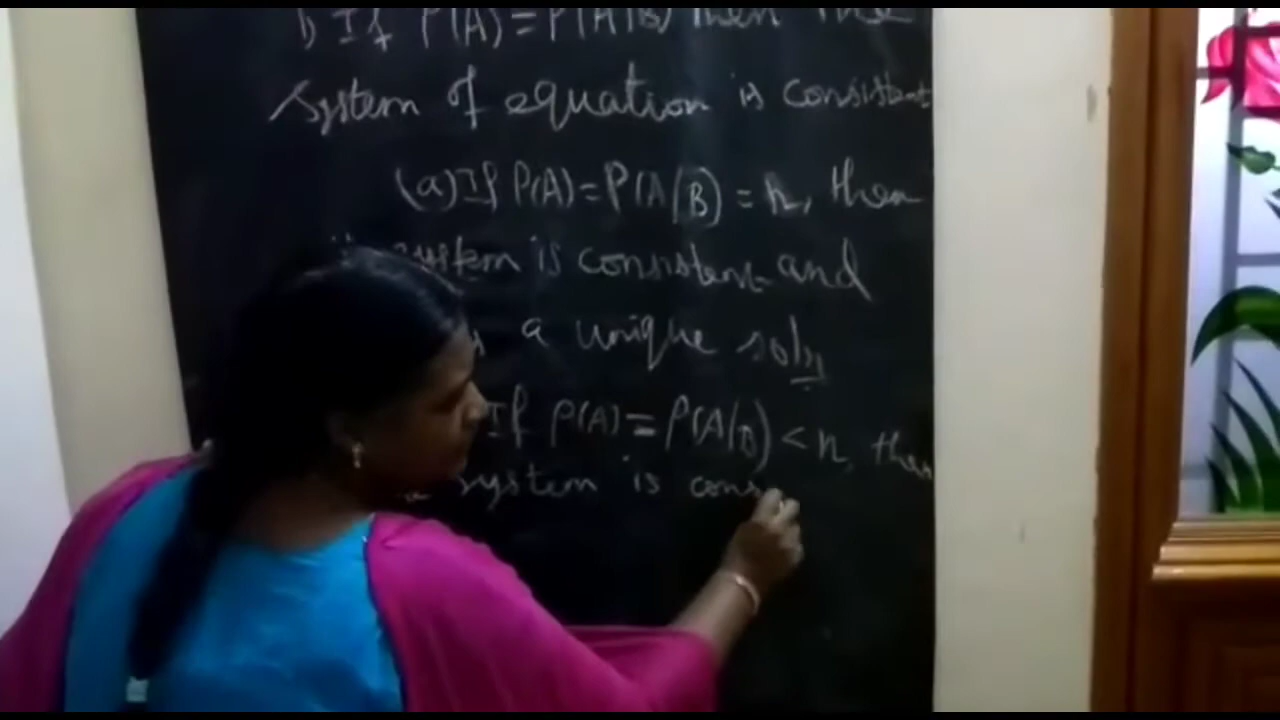 1) If P(A) = P(A/B) then the
system of equation is consistent
(a) If P(A) = P(A/B) = n, then
system is consistent and
a unique soln
If P(A) = P(A/B) < n, then
system is cons